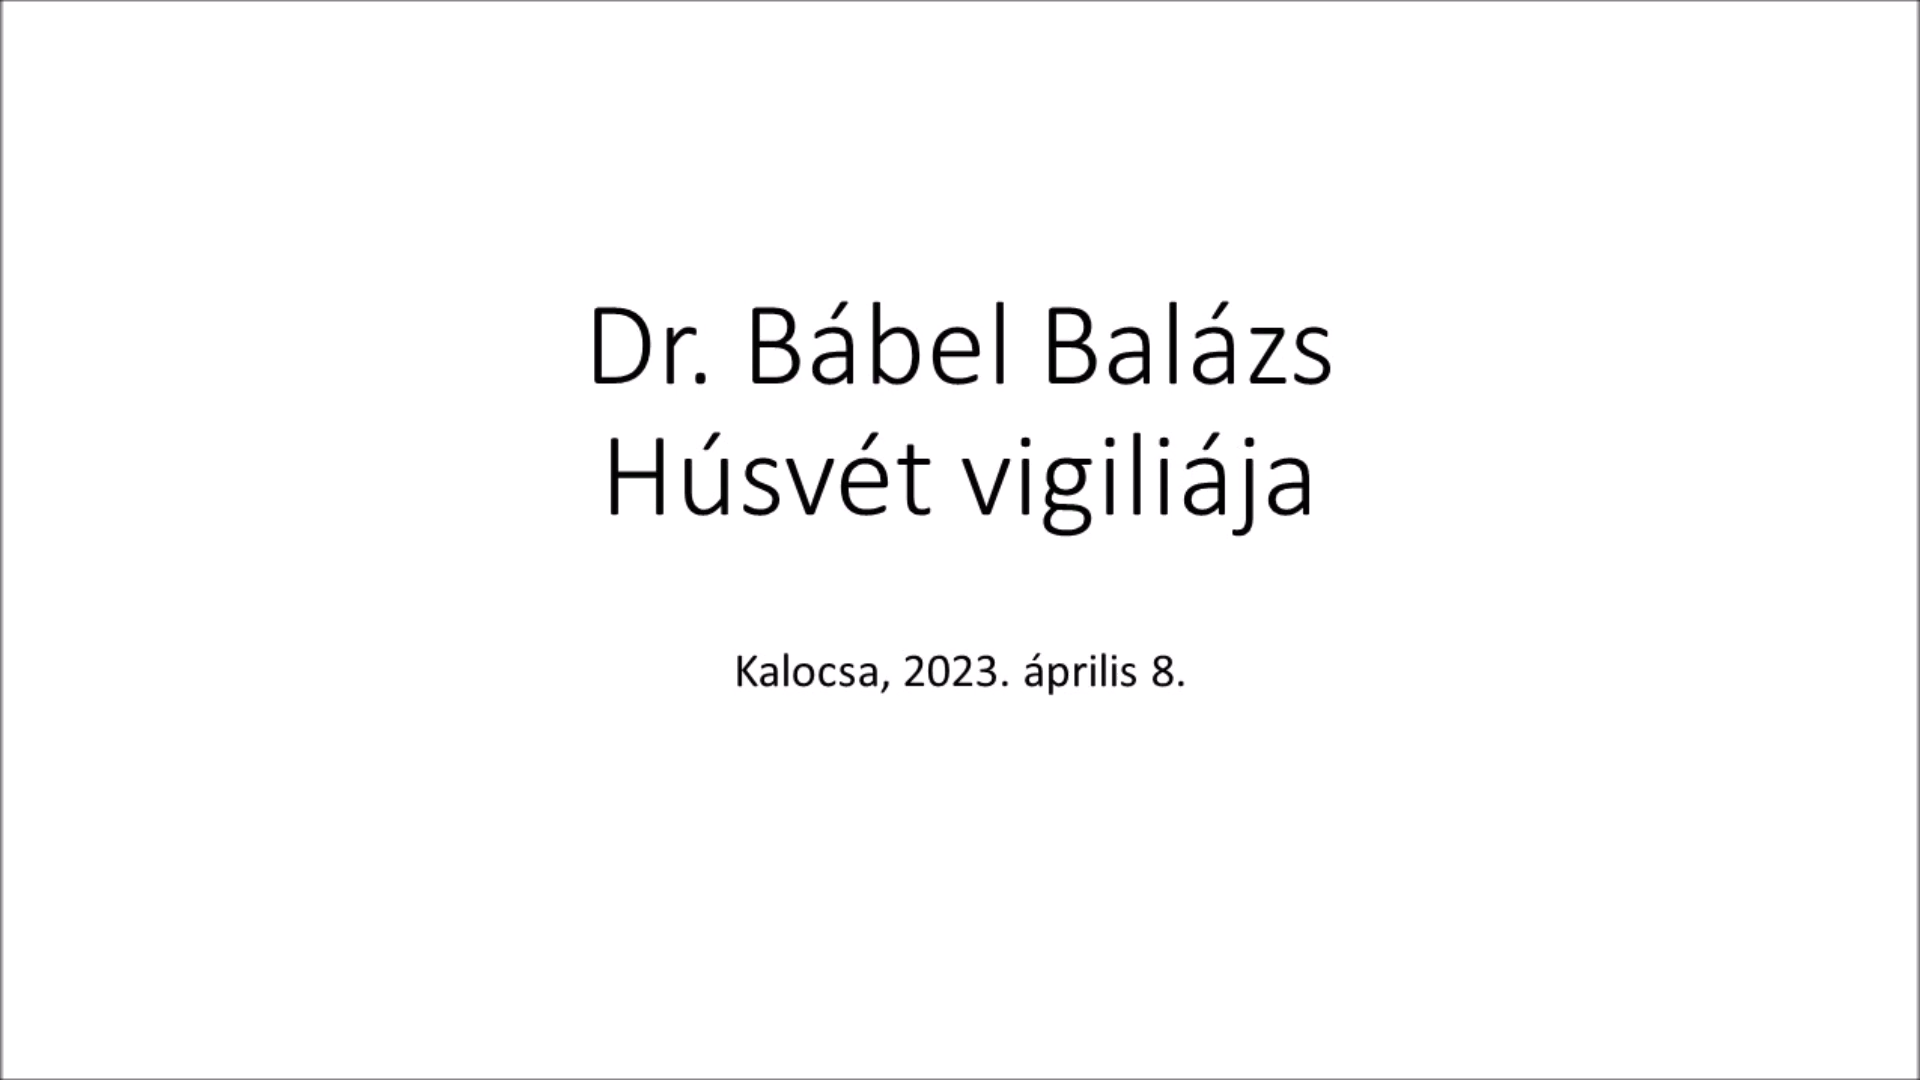 Dr. Bábel Balázs
Húsvét vigiliája
Kalocsa, 2023. április 8.